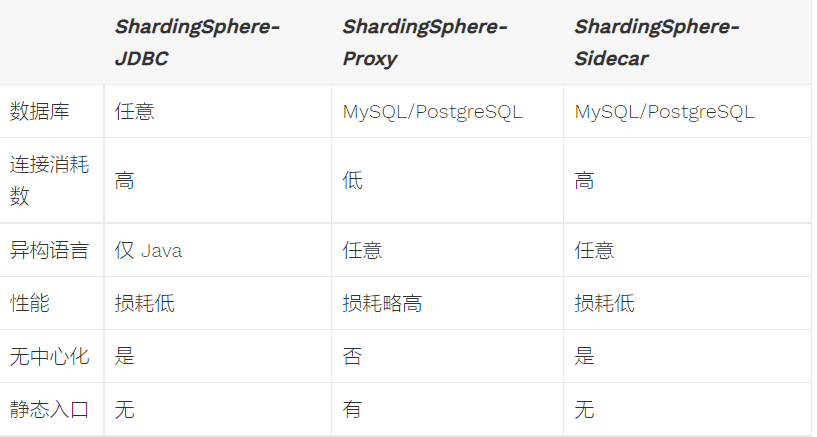 ShardingSphere-JDBC ShardingSphere-Proxy ShardingSphere-Sidecar
数据库 任意 MySQL/PostgreSQL MySQL/PostgreSQL
连接消耗数 高 低 高
异构语言 仅 Java 任意 任意
性能 损耗低 损耗略高 损耗低
无中心化 是 否 是
静态入口 无 有 无